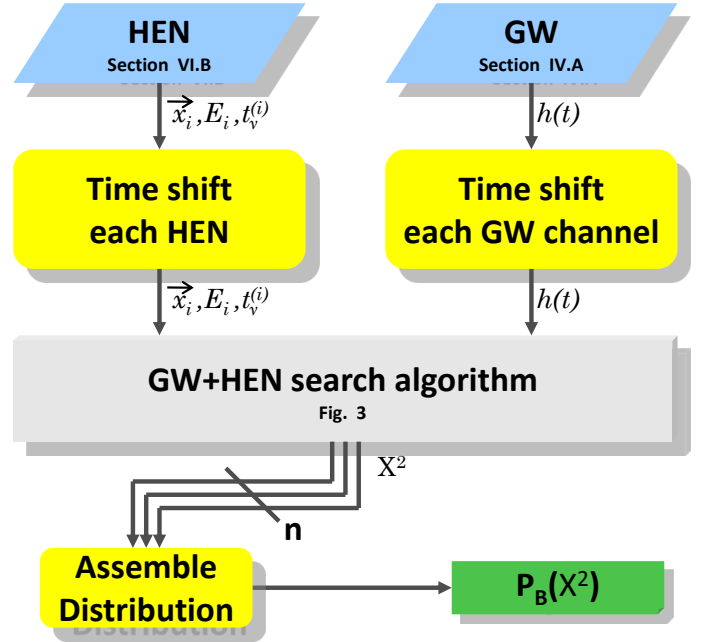 HEN
Section VI.B
GW
Section IV.A
x⃗ᵢ, Eᵢ, t_ν^(i)
h(t)
Time shift
each HEN
Time shift
each GW channel
x⃗ᵢ, Eᵢ, t_ν^(i)
h(t)
GW+HEN search algorithm
Fig. 3
X²
n
Assemble
Distribution
P_B(X²)